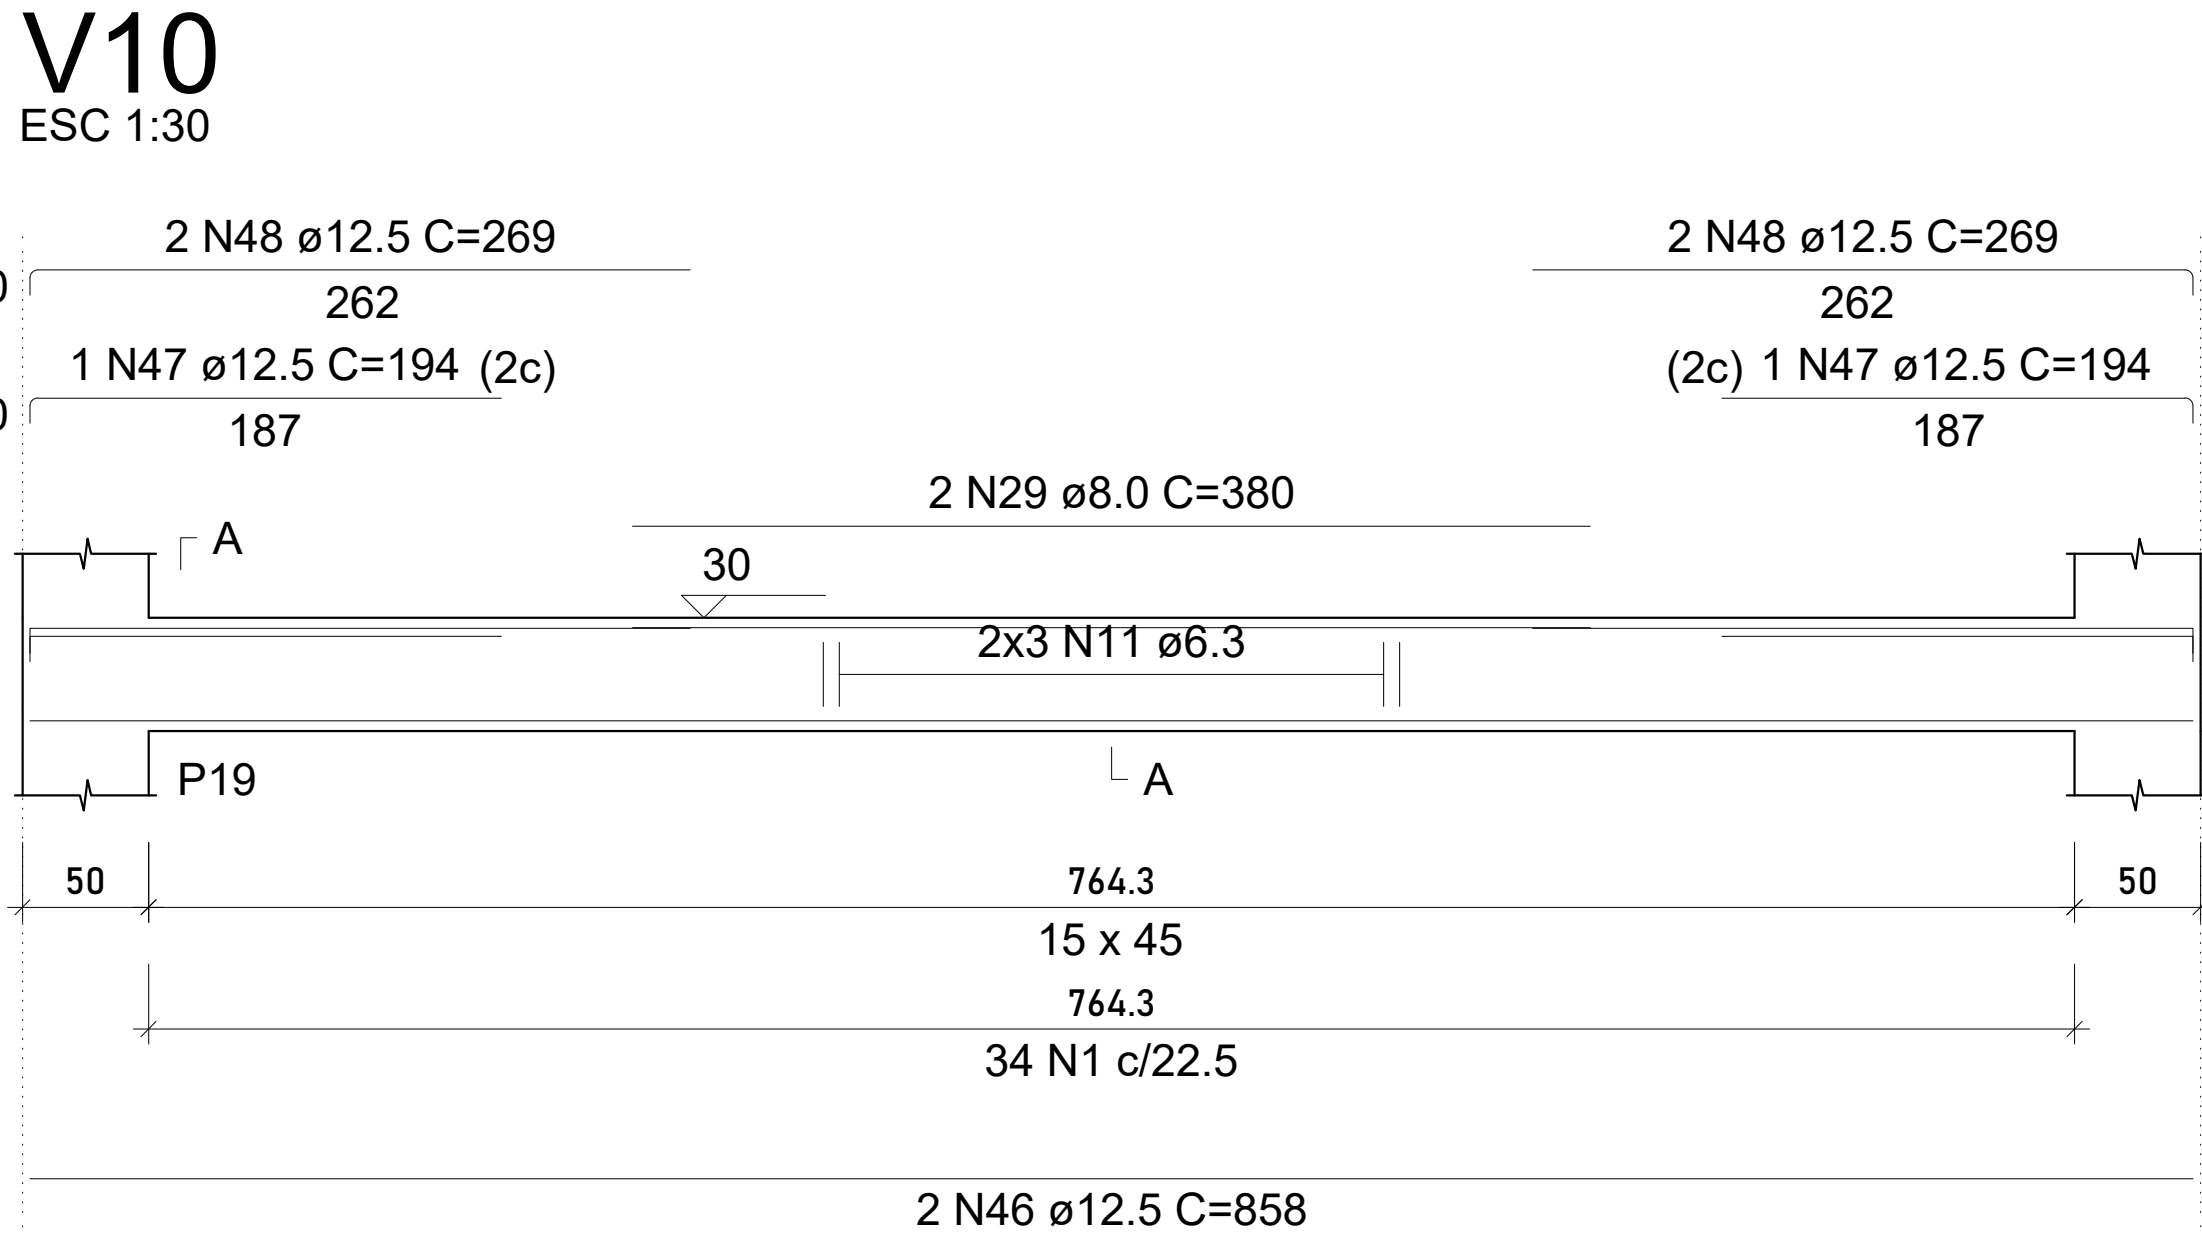 V10
ESC 1:30
2 N48 ø12.5 C=269
2 N48 ø12.5 C=269
262
262
1 N47 ø12.5 C=194 (2c)
(2c) 1 N47 ø12.5 C=194
187
187
2 N29 ø8.0 C=380
A
30
2x3 N11 ø6.3
P19
A
50
764.3
50
15 x 45
764.3
34 N1 c/22.5
2 N46 ø12.5 C=858